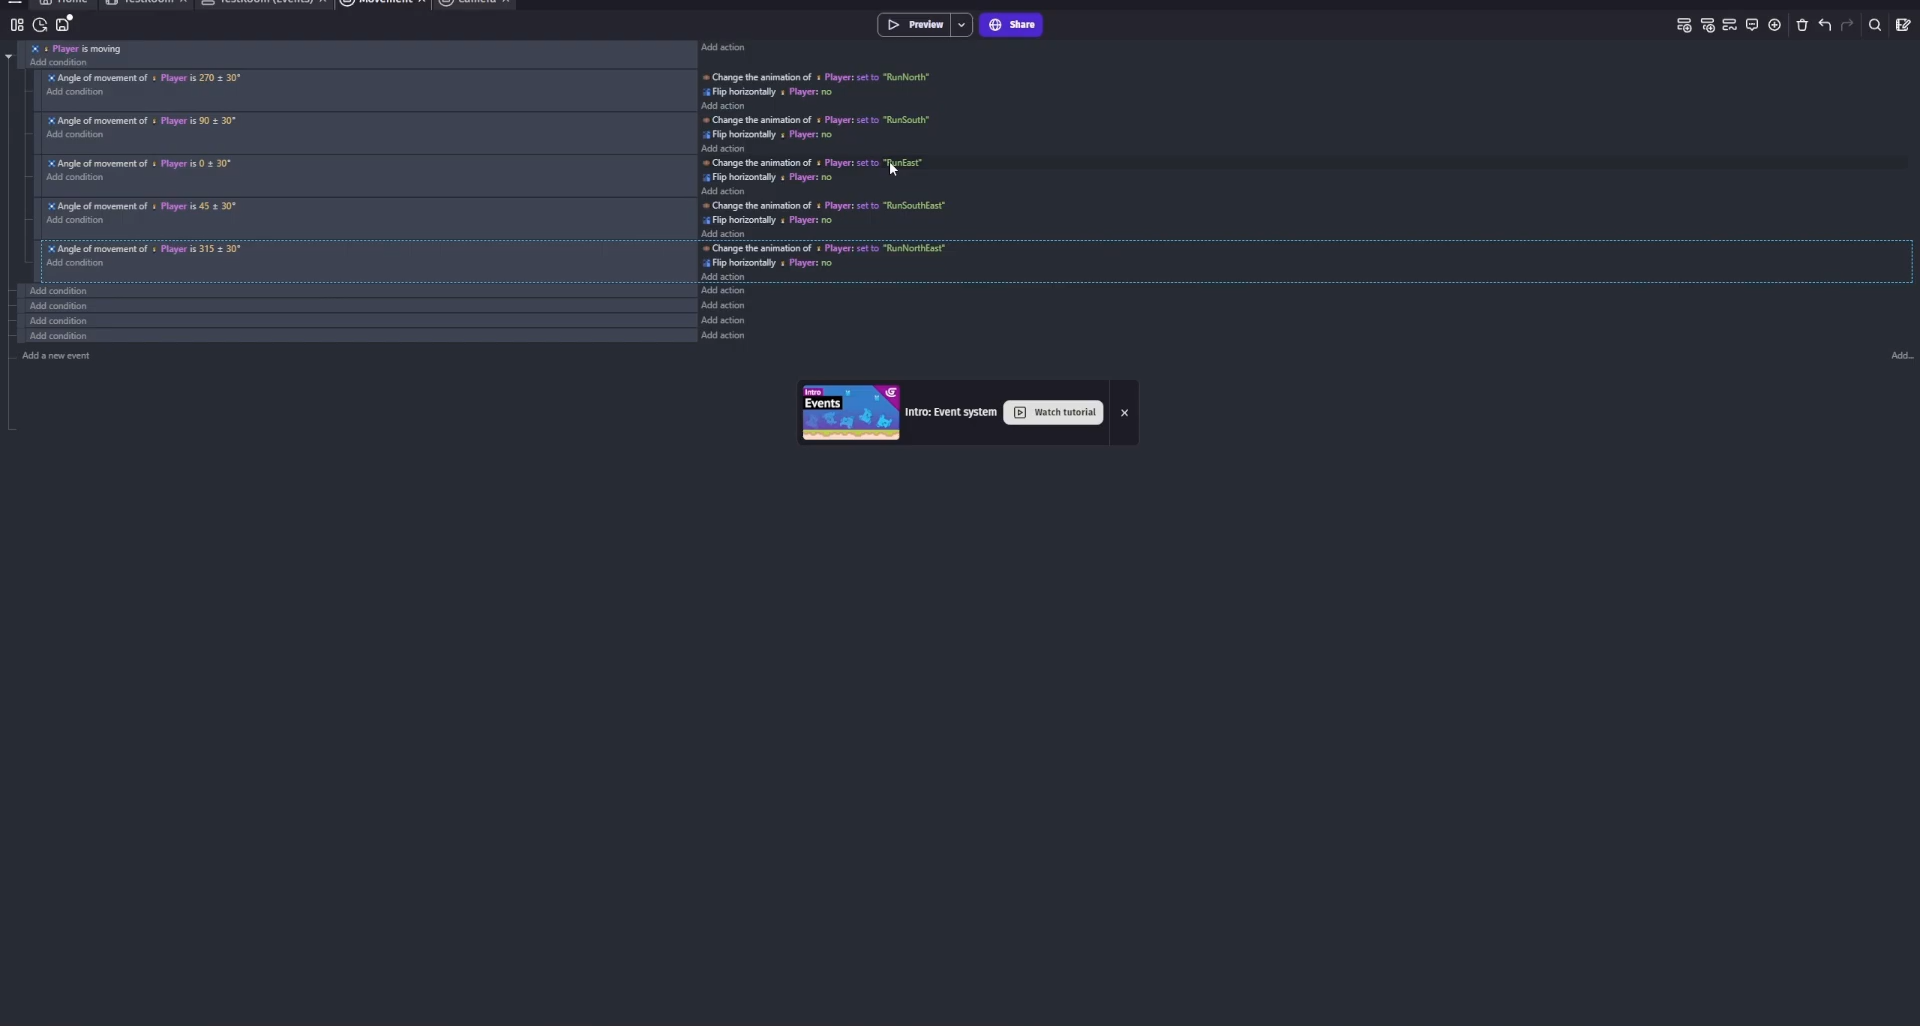 Home TestRoom × TestRoom (Events) × Movement × Camera ×
Preview Share
Player is moving Add action
Add condition
Angle of movement of Player is 270 ± 30° Change the animation of Player: set to "RunNorth"
Add condition Flip horizontally Player: no
Add action
Angle of movement of Player is 90 ± 30° Change the animation of Player: set to "RunSouth"
Add condition Flip horizontally Player: no
Add action
Angle of movement of Player is 0 ± 30° Change the animation of Player: set to "RunEast"
Add condition Flip horizontally Player: no
Add action
Angle of movement of Player is 45 ± 30° Change the animation of Player: set to "RunSouthEast"
Add condition Flip horizontally Player: no
Add action
Angle of movement of Player is 315 ± 30° Change the animation of Player: set to "RunNorthEast"
Add condition Flip horizontally Player: no
Add action
Add condition Add action
Add condition Add action
Add condition Add action
Add condition Add action
Add a new event Add...
Intro
Events
Intro: Event system Watch tutorial ×